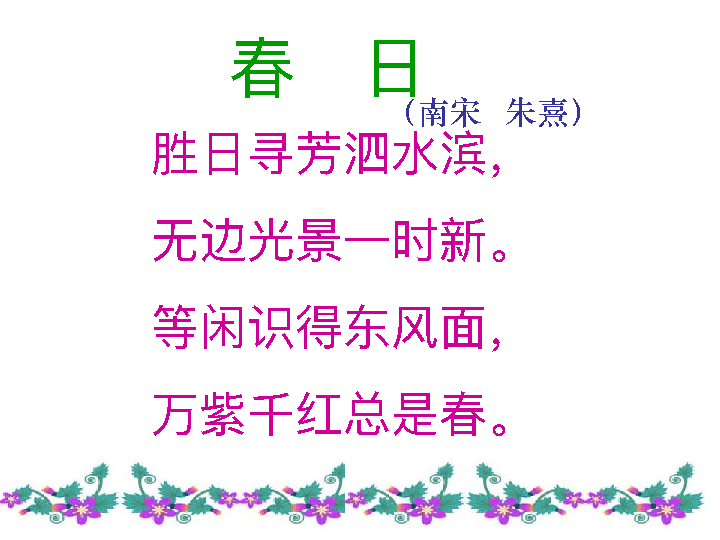 春 日
（南宋 朱熹）
胜日寻芳泗水滨，
无边光景一时新。
等闲识得东风面，
万紫千红总是春。